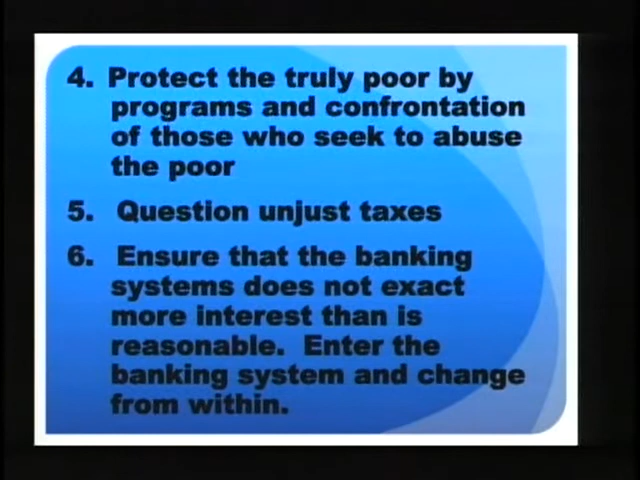 4. Protect the truly poor by
programs and confrontation
of those who seek to abuse
the poor
5. Question unjust taxes
6. Ensure that the banking
systems does not exact
more interest than is
reasonable. Enter the
banking system and change
from within.